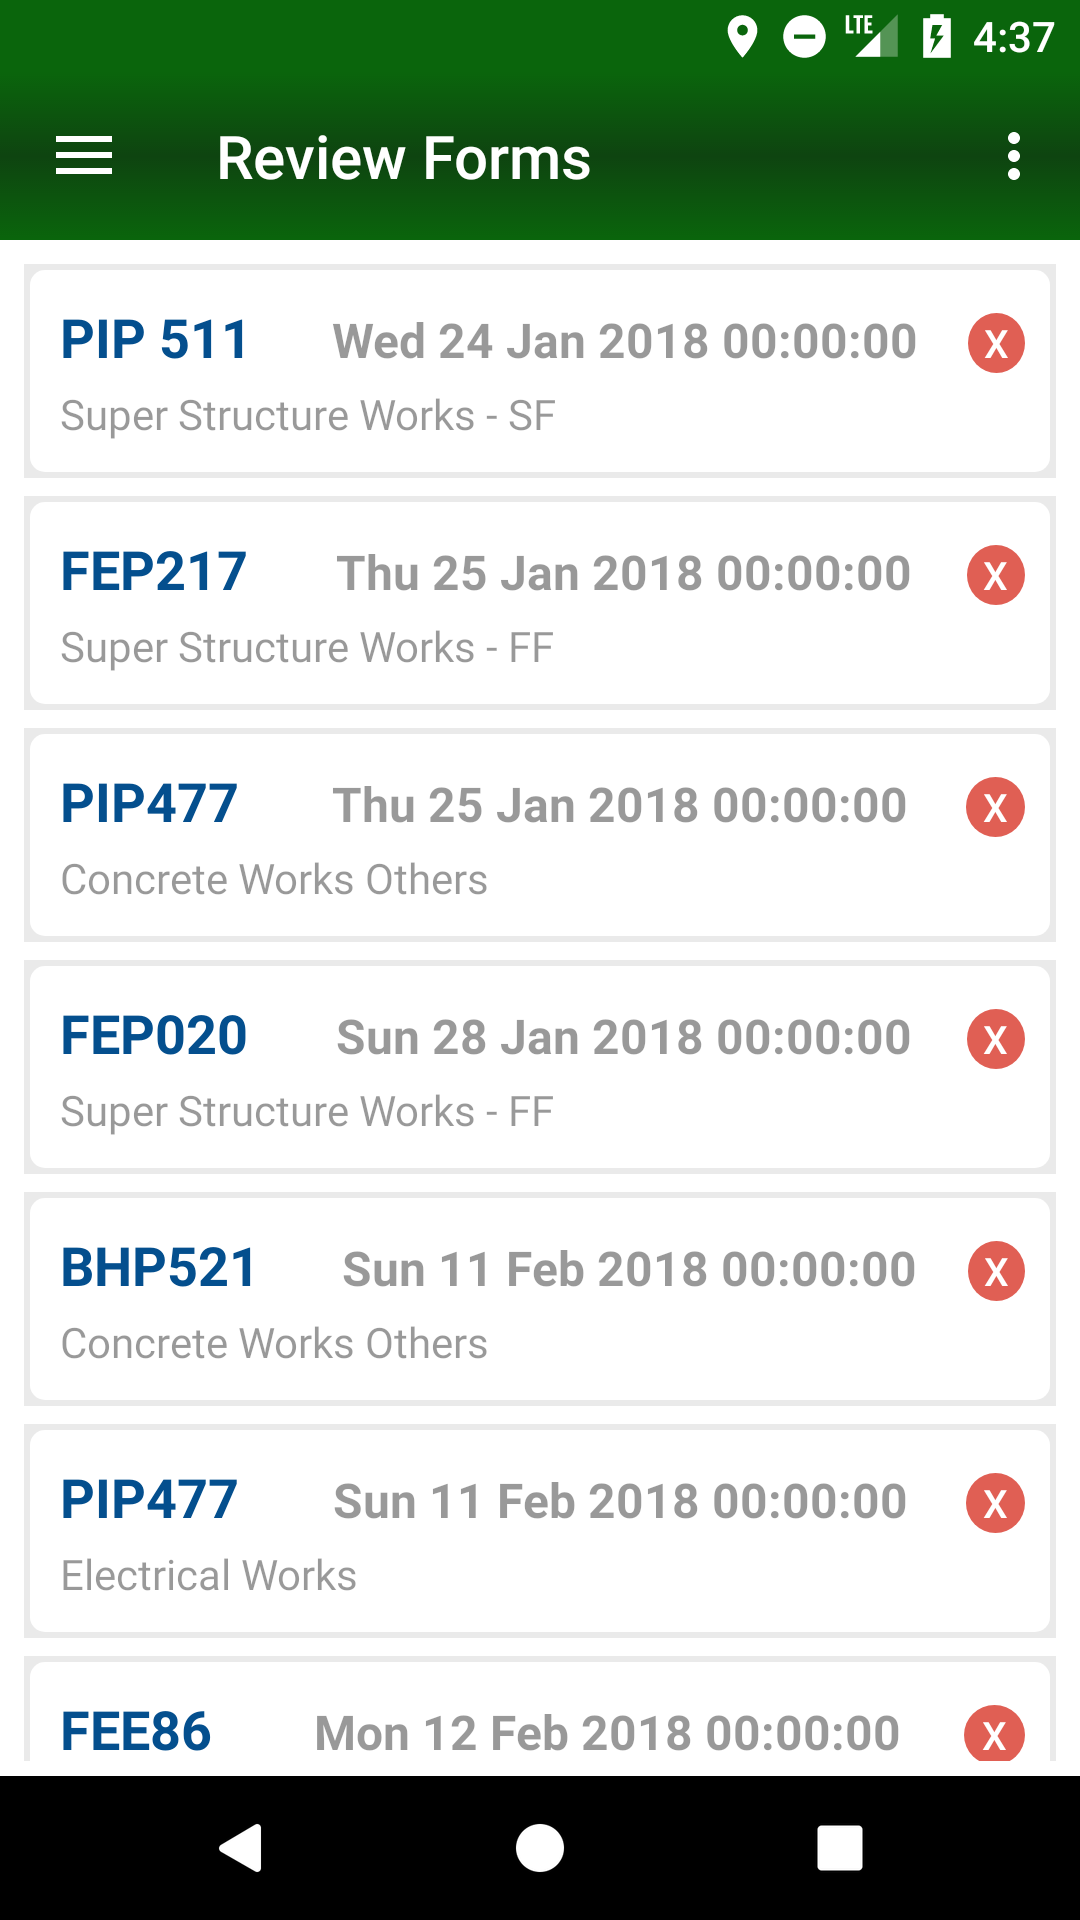 LTE 4:37
Review Forms
PIP 511 Wed 24 Jan 2018 00:00:00 X
Super Structure Works - SF
FEP217 Thu 25 Jan 2018 00:00:00 X
Super Structure Works - FF
PIP477 Thu 25 Jan 2018 00:00:00 X
Concrete Works Others
FEP020 Sun 28 Jan 2018 00:00:00 X
Super Structure Works - FF
BHP521 Sun 11 Feb 2018 00:00:00 X
Concrete Works Others
PIP477 Sun 11 Feb 2018 00:00:00 X
Electrical Works
FEE86 Mon 12 Feb 2018 00:00:00 X